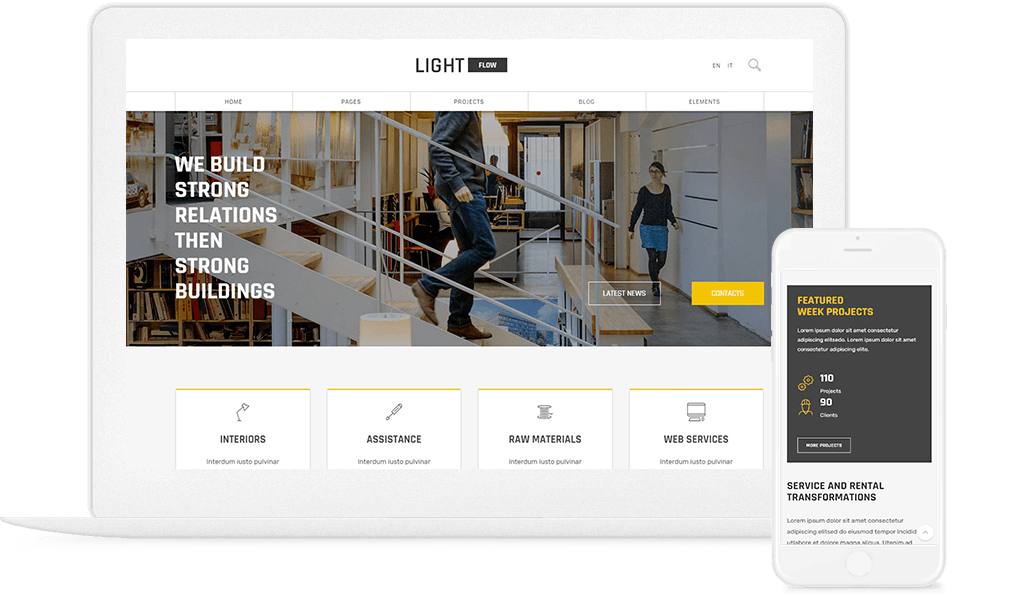 LIGHT FLOW
EN IT
HOME PAGES PROJECTS BLOG ELEMENTS
WE BUILD
STRONG
RELATIONS
THEN
STRONG
BUILDINGS
LATEST NEWS CONTACTS
INTERIORS ASSISTANCE RAW MATERIALS WEB SERVICES
Interdum iusto pulvinar Interdum iusto pulvinar Interdum iusto pulvinar Interdum iusto pulvinar
FEATURED
WEEK PROJECTS
Lorem ipsum dolor sit amet consectetur
adipiscing elitsedo. Lorem ipsum dolor sit amet
consectetur adipiscing elite.
110
Projects
90
Clients
MORE PROJECTS
SERVICE AND RENTAL
TRANSFORMATIONS
Lorem ipsum dolor sit amet consectetur
adipiscing elitsed do eiusmod tempor incidid
utlabore et dolore magna aliqua. Utenim ad